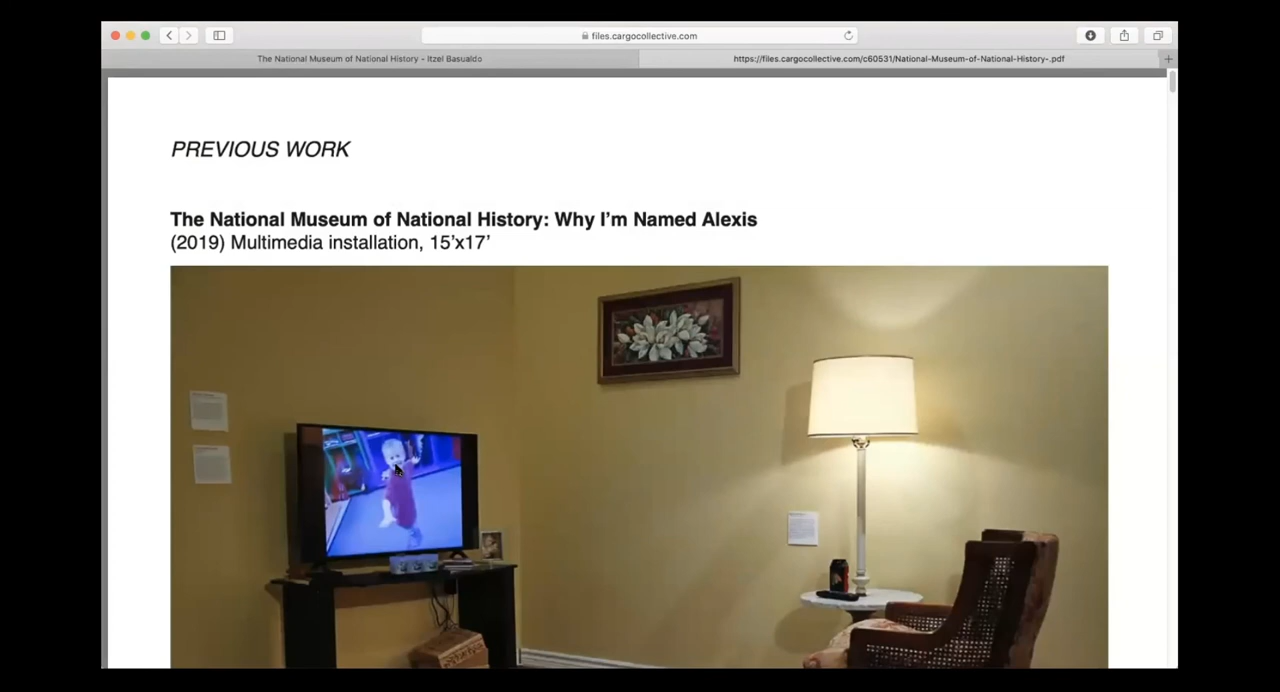 files.cargocollective.com
The National Museum of National History - Itzel Basualdo
https://files.cargocollective.com/c60531/National-Museum-of-National-History-.pdf
PREVIOUS WORK
The National Museum of National History: Why I’m Named Alexis
(2019) Multimedia installation, 15’x17’